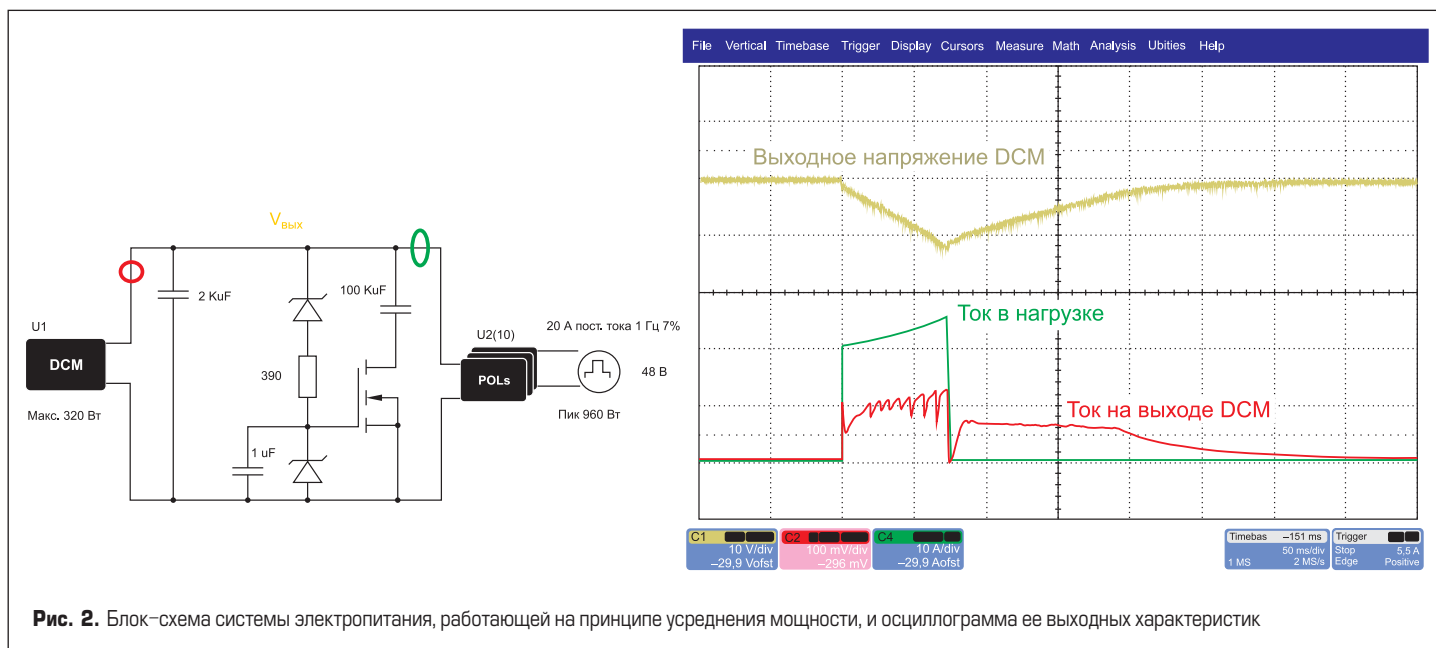 File Vertical Timebase Trigger Display Cursors Measure Math Analysis Ubities Help
Выходное напряжение DCM
Ток в нагрузке
Ток на выходе DCM
Vвых
2 KuF
100 KuF
U1
DCM
Макс. 320 Вт
390
1 uF
U2(10)
POLs
20 А пост. тока 1 Гц 7%
48 В
Пик 960 Вт
C1
10 V/div
–29,9 Vofst
C2
100 mV/div
–296 mV
C4
10 A/div
–29,9 Aofst
Timebas –151 ms
50 ms/div
1 MS 2 MS/s
Trigger
Stop 5,5 A
Edge Positive
Рис. 2. Блок–схема системы электропитания, работающей на принципе усреднения мощности, и осциллограмма ее выходных характеристик